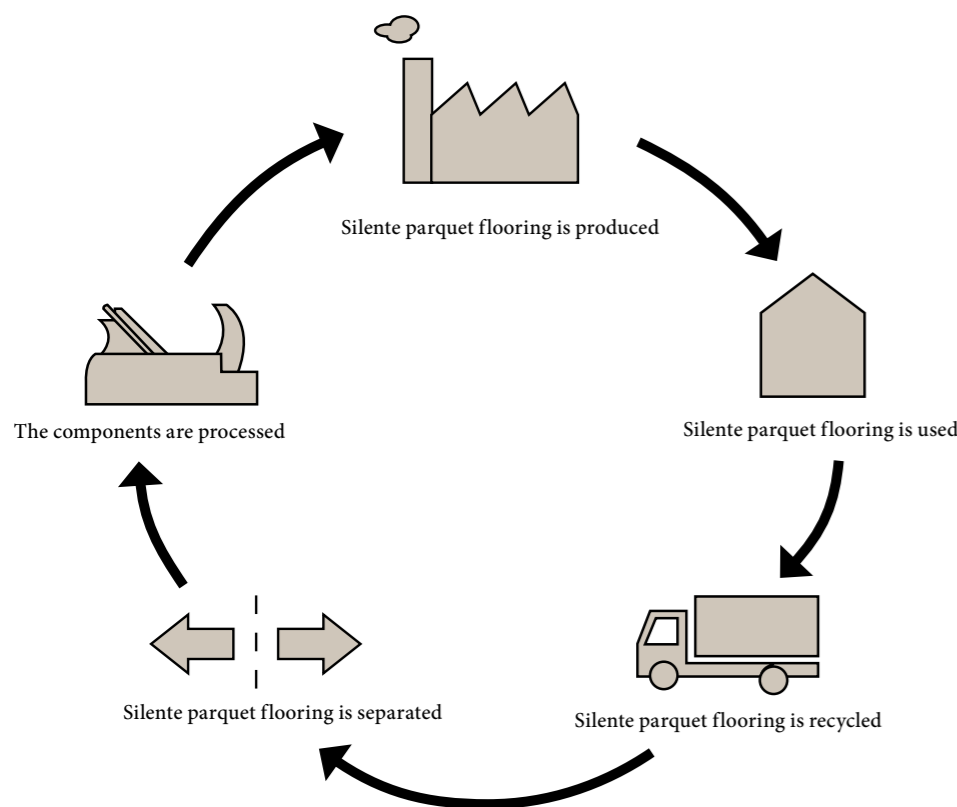 Silente parquet flooring is produced
Silente parquet flooring is used
Silente parquet flooring is recycled
Silente parquet flooring is separated
The components are processed